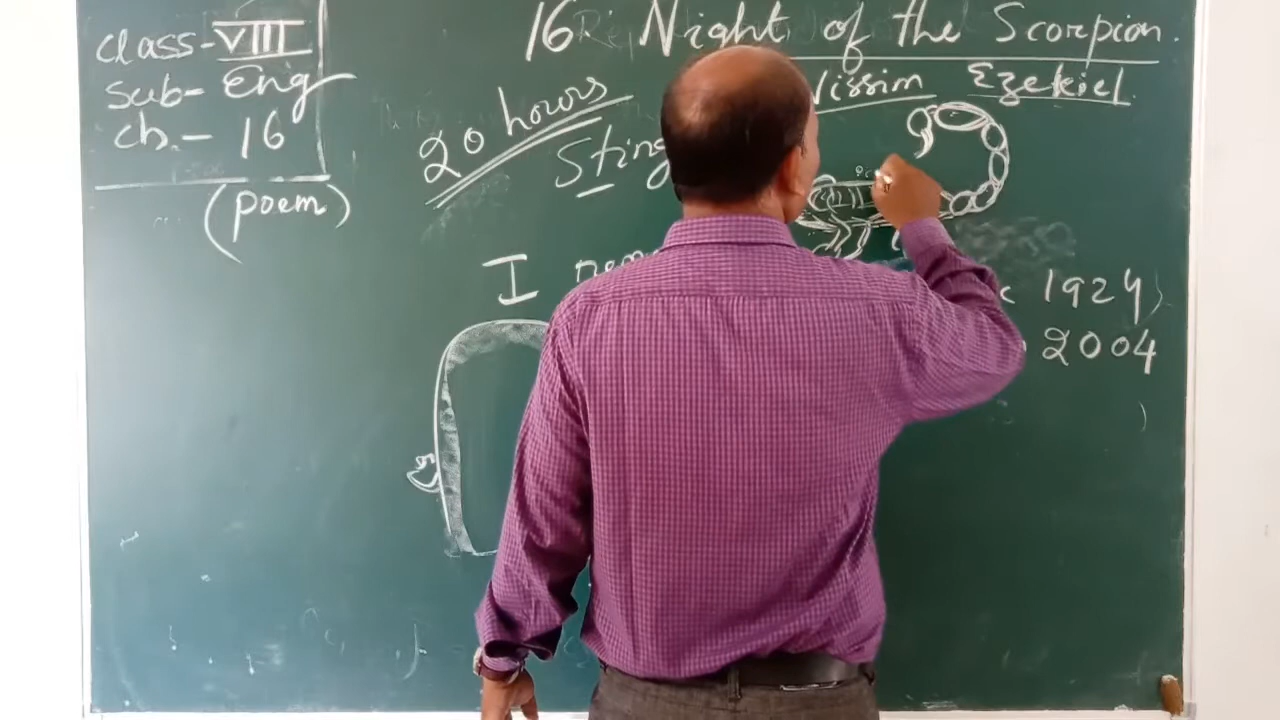 class-VIII
sub- Eng
ch.- 16
(poem)
16 Night of the Scorpion.
Nissim Ezekiel.
20 hours
Sting
I
1924)
2004